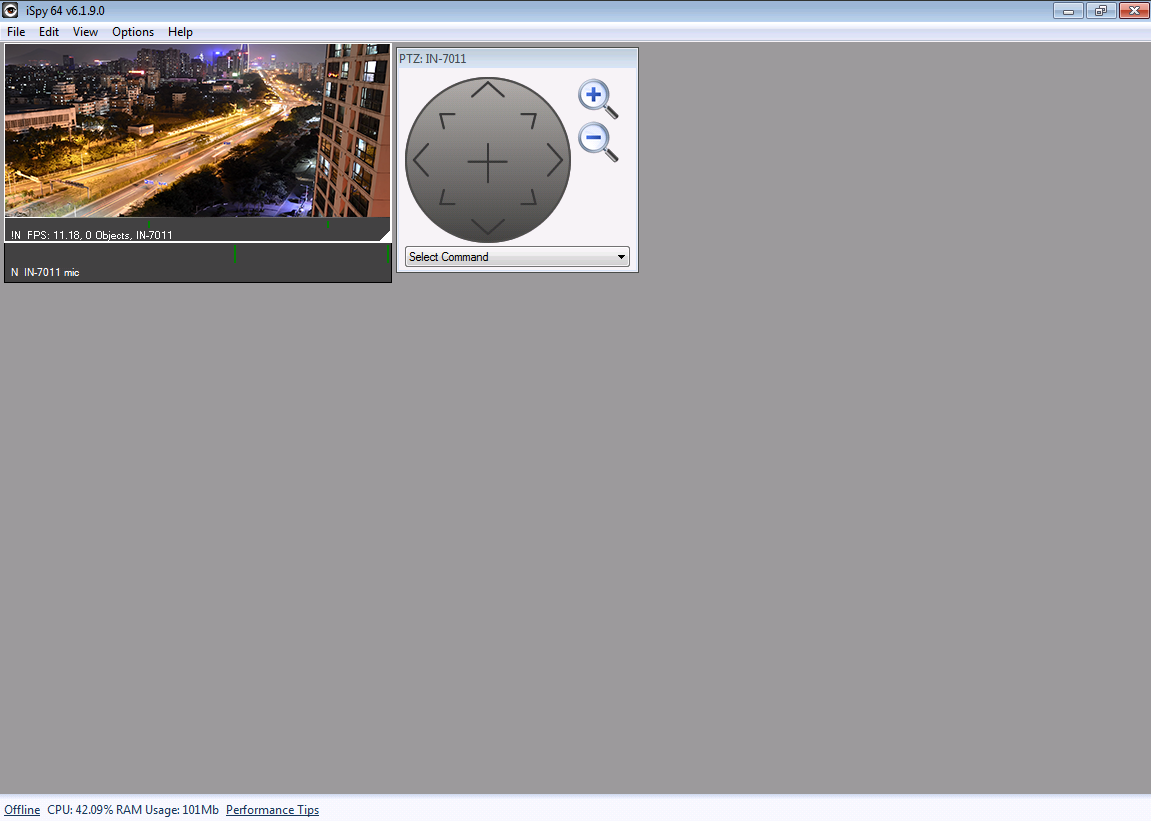 iSpy 64 v6.1.9.0
File Edit View Options Help
PTZ: IN-7011
!N FPS: 11.18, 0 Objects, IN-7011
Select Command
N IN-7011 mic
Offline CPU: 42.09% RAM Usage: 101Mb Performance Tips